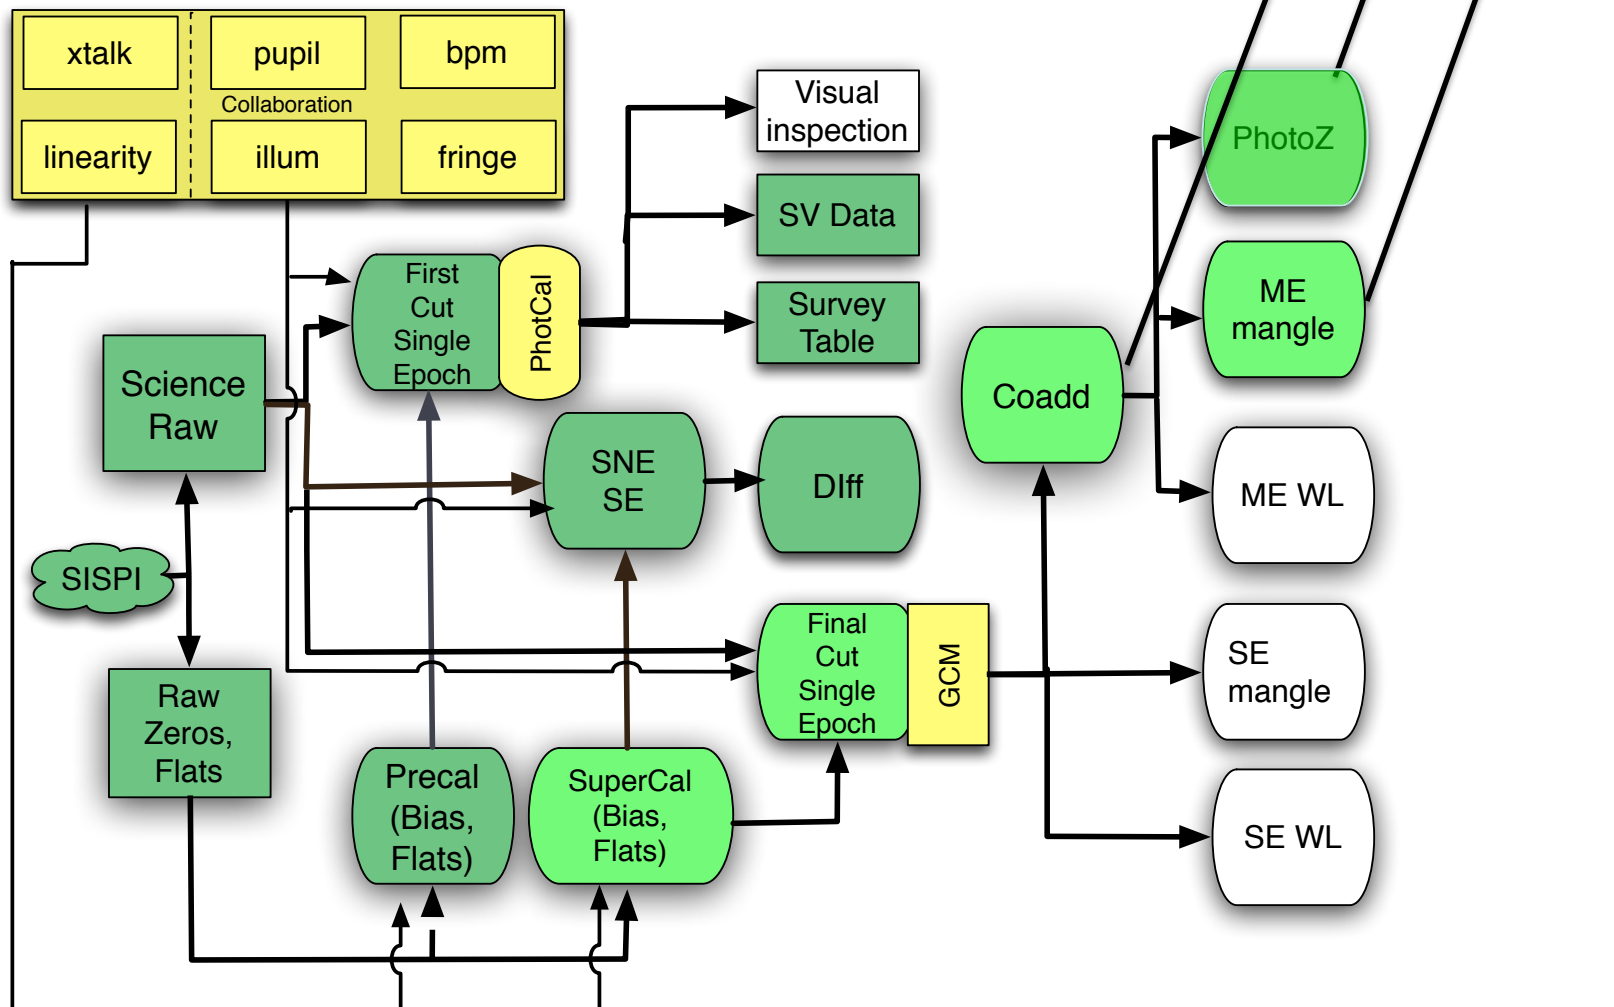 xtalk
pupil
bpm
Collaboration
linearity
illum
fringe
Visual
inspection
SV Data
Survey
Table
First
Cut
Single
Epoch
PhotCal
Science
Raw
SNE
SE
DIff
SISPI
Raw
Zeros,
Flats
Precal
(Bias,
Flats)
SuperCal
(Bias,
Flats)
Final
Cut
Single
Epoch
GCM
Coadd
PhotoZ
ME
mangle
ME WL
SE
mangle
SE WL